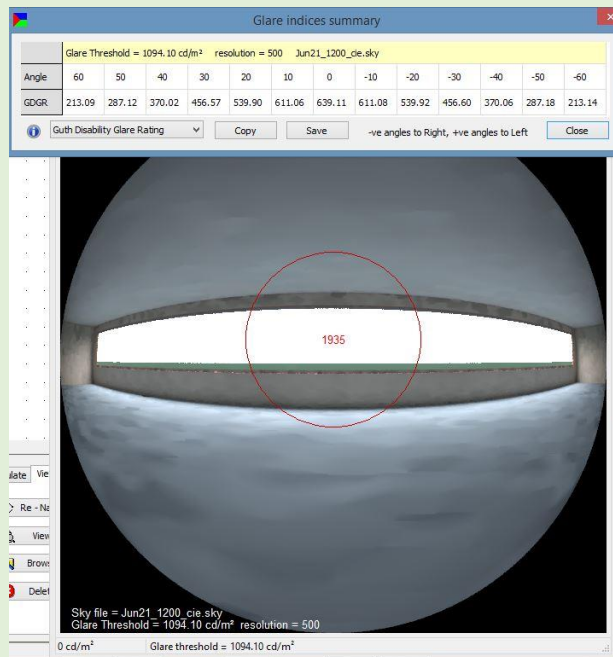 Glare indices summary
Glare Threshold = 1094.10 cd/m² resolution = 500 Jun21_1200_cie.sky
Angle 60 50 40 30 20 10 0 -10 -20 -30 -40 -50 -60
GDGR 213.09 287.12 370.02 456.57 539.90 611.06 639.11 611.08 539.92 456.60 370.06 287.18 213.14
Guth Disability Glare Rating Copy Save -ve angles to Right, +ve angles to Left Close
1935
ulate Vie
Re - Na
View
Brows
Delet
Sky file = Jun21_1200_cie.sky
Glare Threshold = 1094.10 cd/m² resolution = 500
0 cd/m² Glare threshold = 1094.10 cd/m²